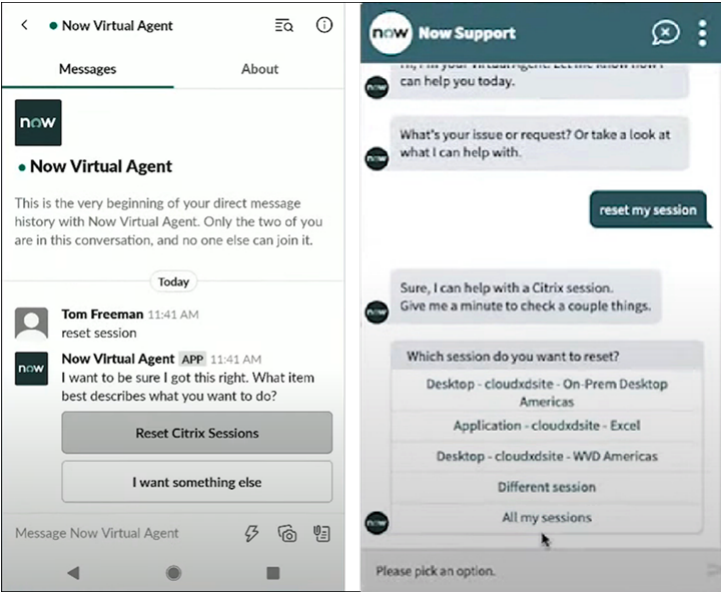 Now Virtual Agent
Messages
About
now
Now Virtual Agent
This is the very beginning of your direct message
history with Now Virtual Agent. Only the two of you
are in this conversation, and no one else can join it.
Today
Tom Freeman 11:41 AM
reset session
now
Now Virtual Agent APP 11:41 AM
I want to be sure I got this right. What item
best describes what you want to do?
Reset Citrix Sessions
I want something else
Message Now Virtual Agent
now
Now Support
can help you today.
now
What's your issue or request? Or take a look at
what I can help with.
now
reset my session
Sure, I can help with a Citrix session.
Give me a minute to check a couple things.
now
Which session do you want to reset?
Desktop - cloudxdsite - On-Prem Desktop
Americas
Application - cloudxdsite - Excel
Desktop - cloudxdsite - WVD Americas
Different session
All my sessions
now
Please pick an option.